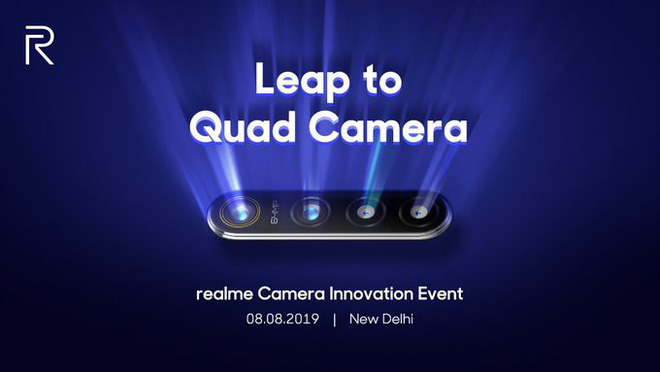 R
Leap to
Quad Camera
64MP
realme Camera Innovation Event
08.08.2019 | New Delhi